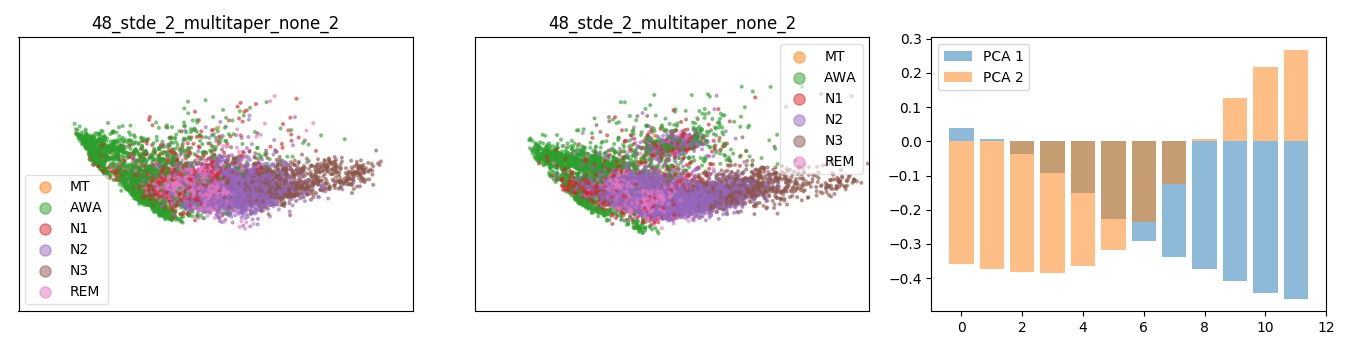 48_stde_2_multitaper_none_2
MT
AWA
N1
N2
N3
REM
48_stde_2_multitaper_none_2
MT
AWA
N1
N2
N3
REM
PCA 1
PCA 2
0.3
0.2
0.1
0.0
−0.1
−0.2
−0.3
−0.4
0 2 4 6 8 10 12